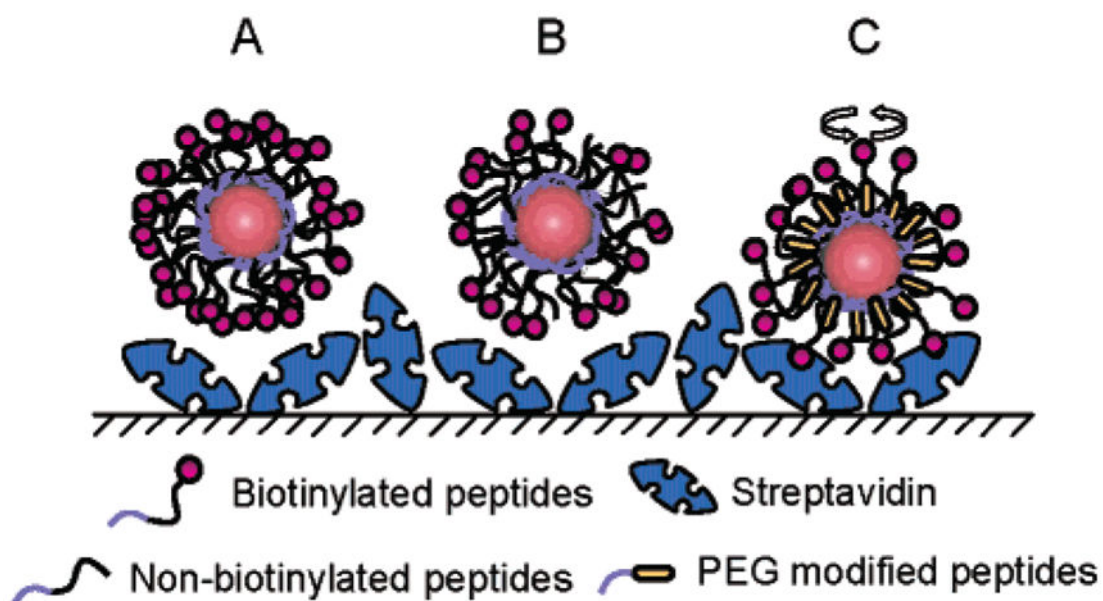 A B C
Biotinylated peptides Streptavidin
Non-biotinylated peptides PEG modified peptides